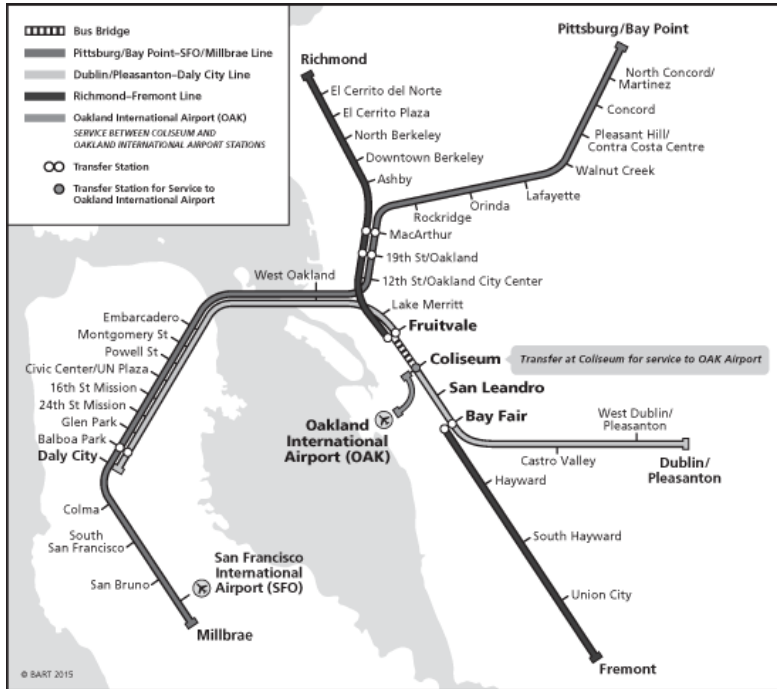 Bus Bridge
Pittsburg/Bay Point–SFO/Millbrae Line
Dublin/Pleasanton–Daly City Line
Richmond–Fremont Line
Oakland International Airport (OAK)
SERVICE BETWEEN COLISEUM AND
OAKLAND INTERNATIONAL AIRPORT STATIONS
Transfer Station
Transfer Station for Service to
Oakland International Airport
Richmond
El Cerrito del Norte
El Cerrito Plaza
North Berkeley
Downtown Berkeley
Ashby
Pittsburg/Bay Point
North Concord/
Martinez
Concord
Pleasant Hill/
Contra Costa Centre
Walnut Creek
Lafayette
Orinda
Rockridge
MacArthur
19th St/Oakland
12th St/Oakland City Center
West Oakland
Lake Merritt
Fruitvale
Coliseum
Transfer at Coliseum for service to OAK Airport
San Leandro
Bay Fair
Oakland
International
Airport (OAK)
West Dublin/
Pleasanton
Castro Valley
Dublin/
Pleasanton
Hayward
South Hayward
Union City
Fremont
Embarcadero
Montgomery St
Powell St
Civic Center/UN Plaza
16th St Mission
24th St Mission
Glen Park
Balboa Park
Daly City
Colma
South
San Francisco
San Bruno
San Francisco
International
Airport (SFO)
Millbrae
© BART 2015